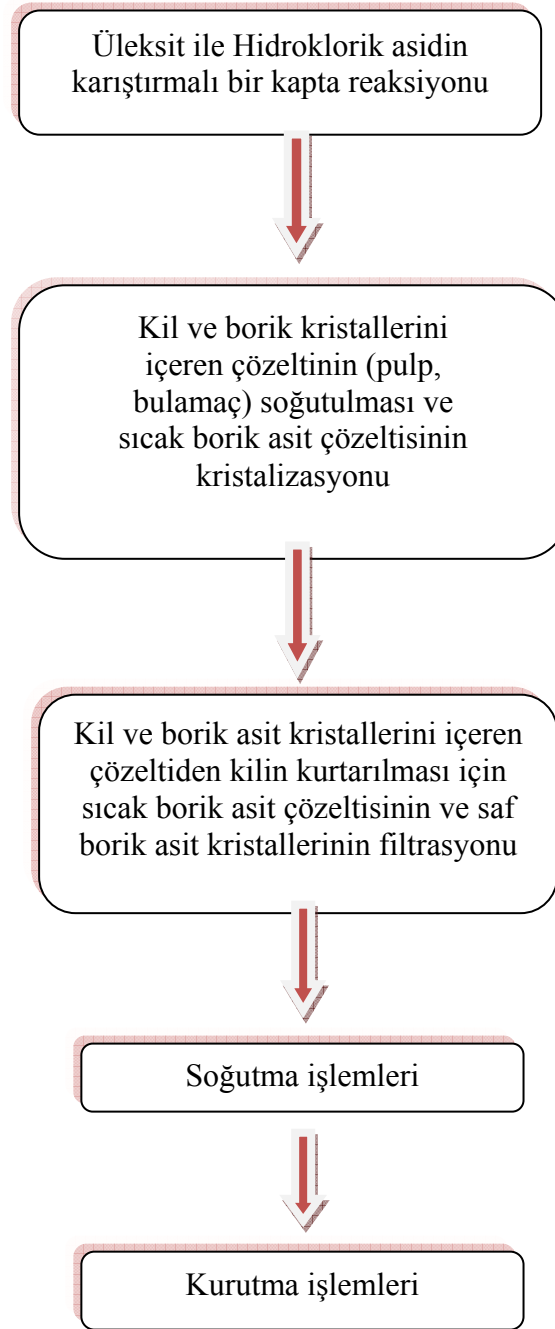 Üleksit ile Hidroklorik asidin
karıştırmalı bir kapta reaksiyonu
Kil ve borik kristallerini
içeren çözeltinin (pulp,
bulamaç) soğutulması ve
sıcak borik asit çözeltisinin
kristalizasyonu
Kil ve borik asit kristallerini içeren
çözeltiden kilin kurtarılması için
sıcak borik asit çözeltisinin ve saf
borik asit kristallerinin filtrasyonu
Soğutma işlemleri
Kurutma işlemleri